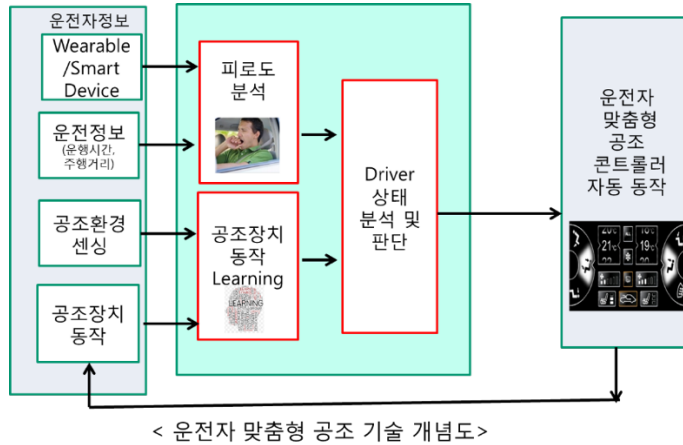 운전자정보
Wearable
/Smart
Device
운전정보
(운행시간,
주행거리)
공조환경
센싱
공조장치
동작
피로도
분석
공조장치
동작
Learning
LEARNING
Driver
상태
분석 및
판단
운전자
맞춤형
공조
콘트롤러
자동 동작
21
19
< 운전자 맞춤형 공조 기술 개념도>